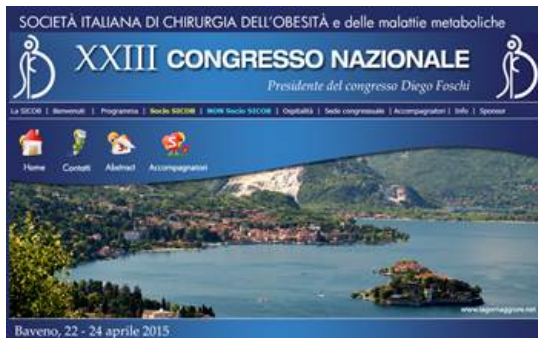 SOCIETÀ ITALIANA DI CHIRURGIA DELL'OBESITÀ e delle malattie metaboliche
XXIII CONGRESSO NAZIONALE
Presidente del congresso Diego Foschi
La SICOB | Benvenuti | Programma | Socio SICOB | NON Socio SICOB | Ospitalità | Sede congressuale | Accompagnatori | Info | Sponsor
Home Contatti Abstract Accompagnatori
www.lagomaggiore.net
Baveno, 22 - 24 aprile 2015